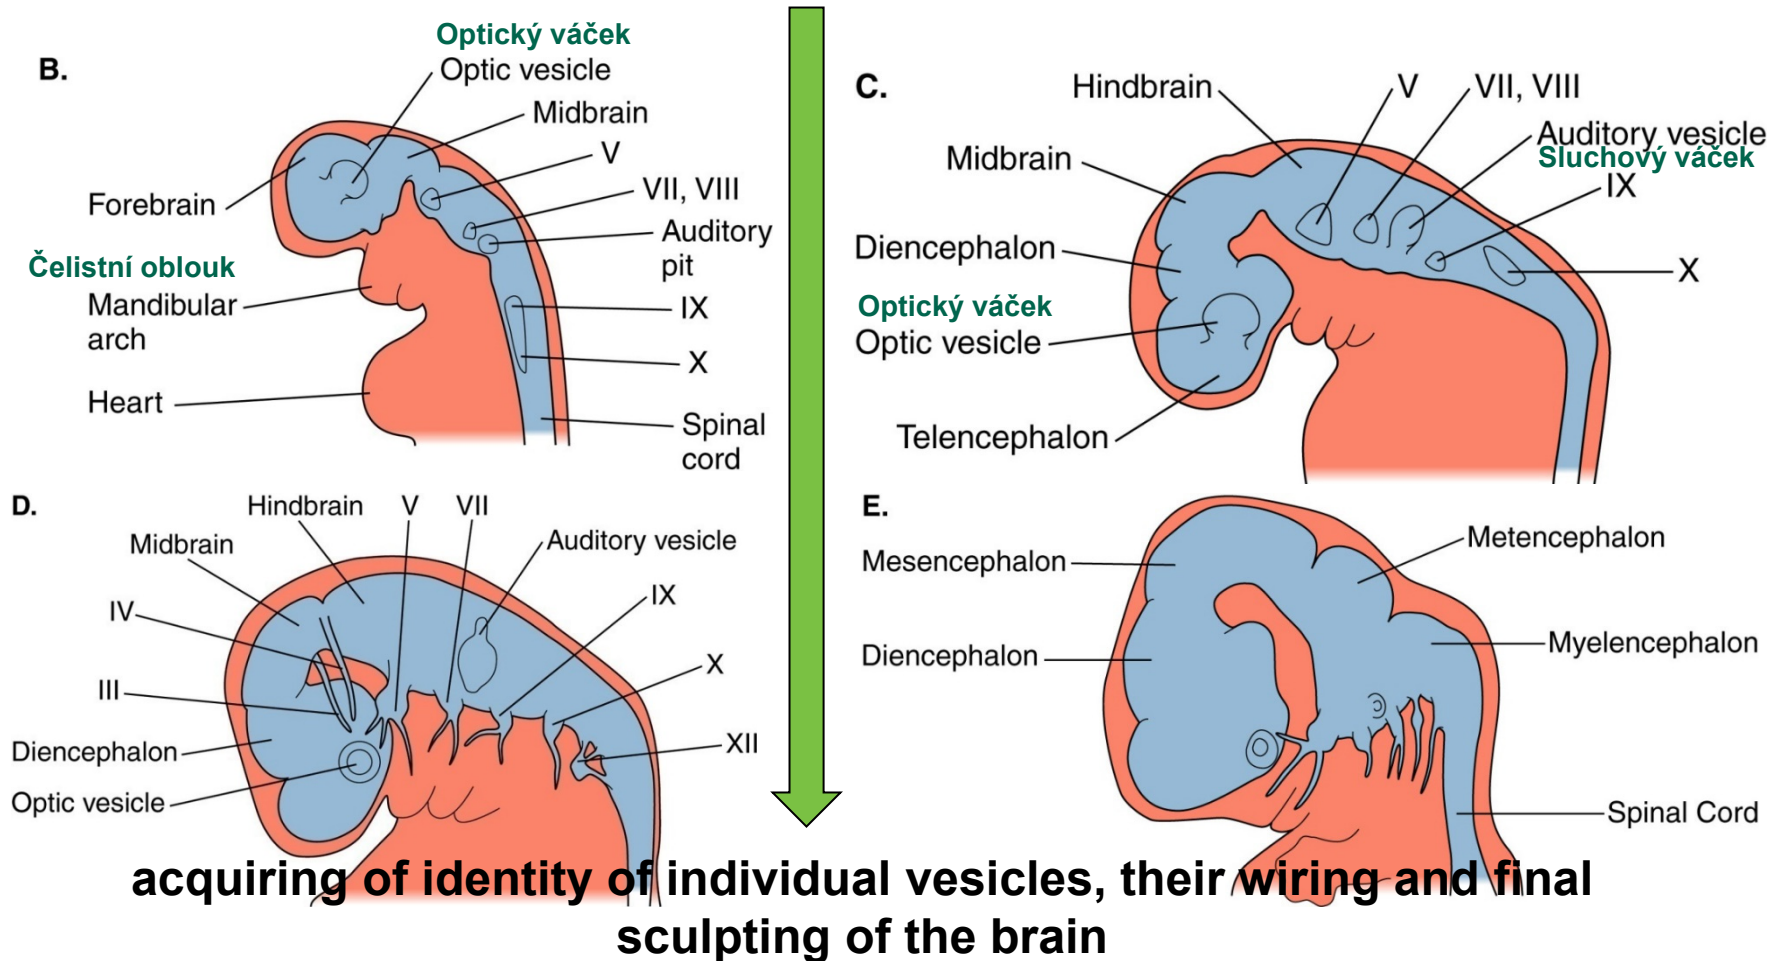 B.
Optický váček
Optic vesicle
Midbrain
V
VII, VIII
Forebrain
Auditory
pit
Čelistní oblouk
Mandibular
arch
IX
X
Heart
Spinal
cord
C.
Hindbrain
V
VII, VIII
Auditory vesicle
Sluchový váček
Midbrain
IX
Diencephalon
X
Optický váček
Optic vesicle
Telencephalon
D.
Hindbrain
V
VII
Midbrain
Auditory vesicle
IV
IX
III
X
Diencephalon
XII
Optic vesicle
E.
Mesencephalon
Metencephalon
Diencephalon
Myelencephalon
Spinal Cord
acquiring of identity of individual vesicles, their wiring and final
sculpting of the brain